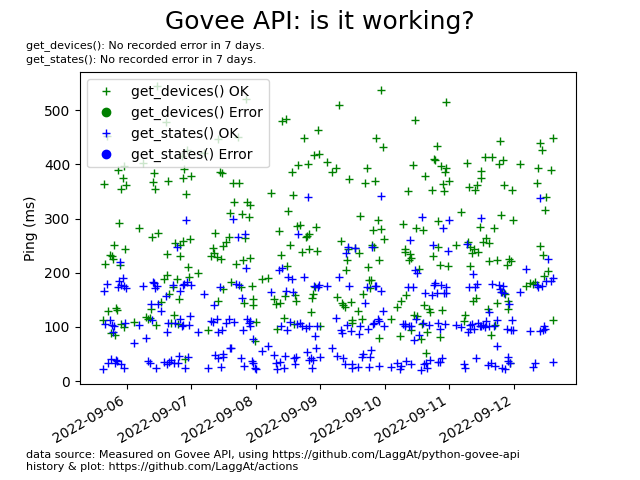 Govee API: is it working?
get_devices(): No recorded error in 7 days.
get_states(): No recorded error in 7 days.
get_devices() OK
get_devices() Error
get_states() OK
get_states() Error
Ping (ms)
500
400
300
200
100
0
2022-09-06
2022-09-07
2022-09-08
2022-09-09
2022-09-10
2022-09-11
2022-09-12
data source: Measured on Govee API, using https://github.com/LaggAt/python-govee-api
history & plot: https://github.com/LaggAt/actions